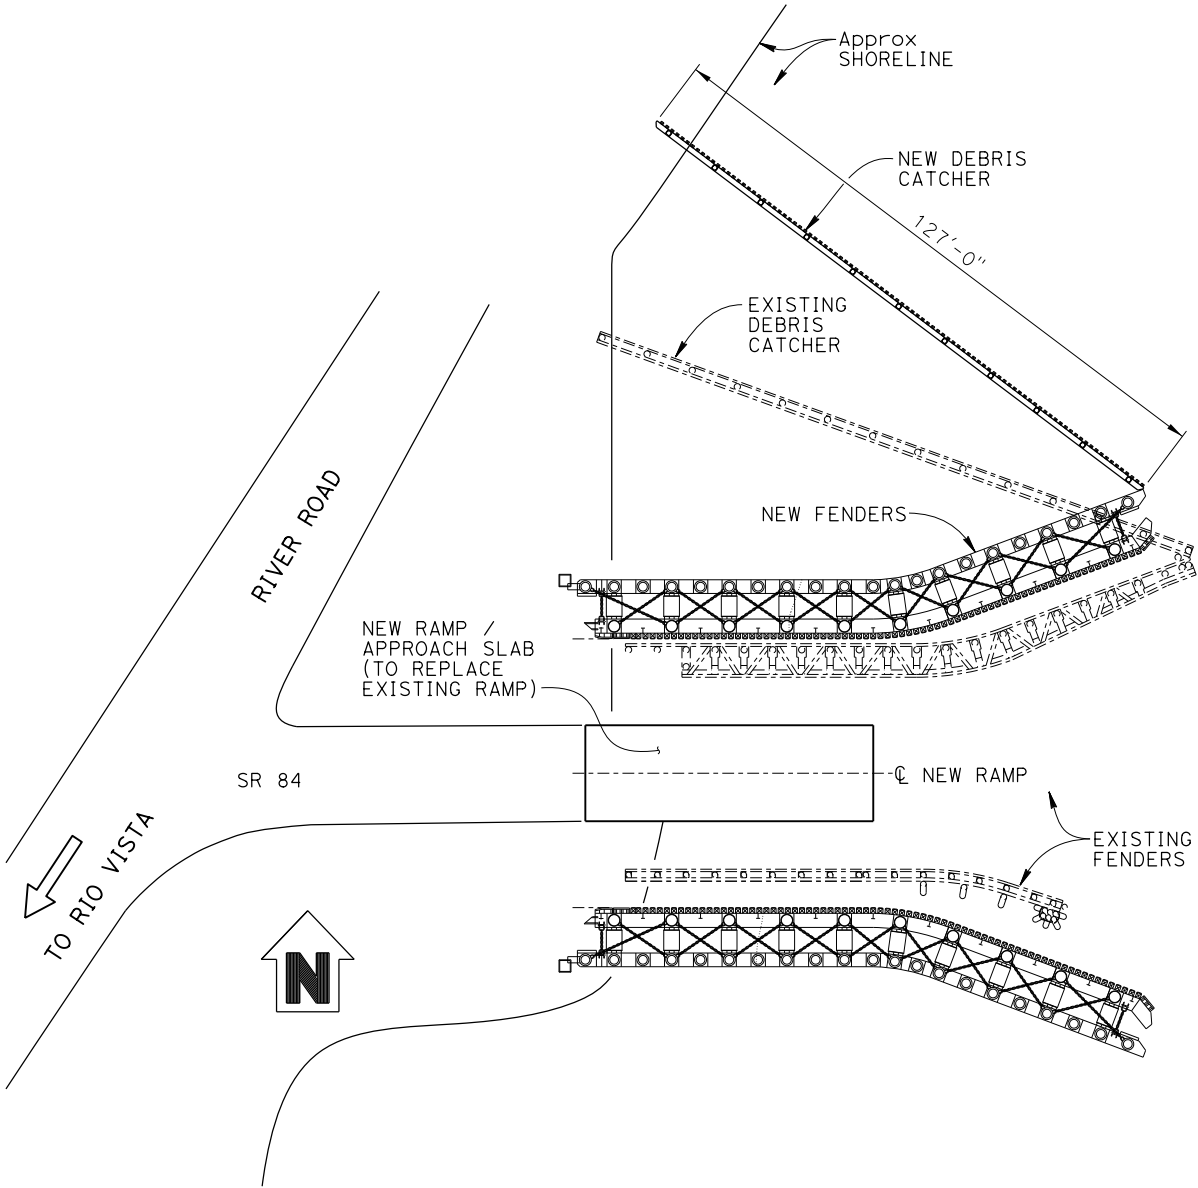 Approx
SHORELINE
NEW DEBRIS
CATCHER
127'-0"
EXISTING
DEBRIS
CATCHER
NEW FENDERS
RIVER ROAD
NEW RAMP /
APPROACH SLAB
(TO REPLACE
EXISTING RAMP)
SR 84
℄ NEW RAMP
EXISTING
FENDERS
TO RIO VISTA
N